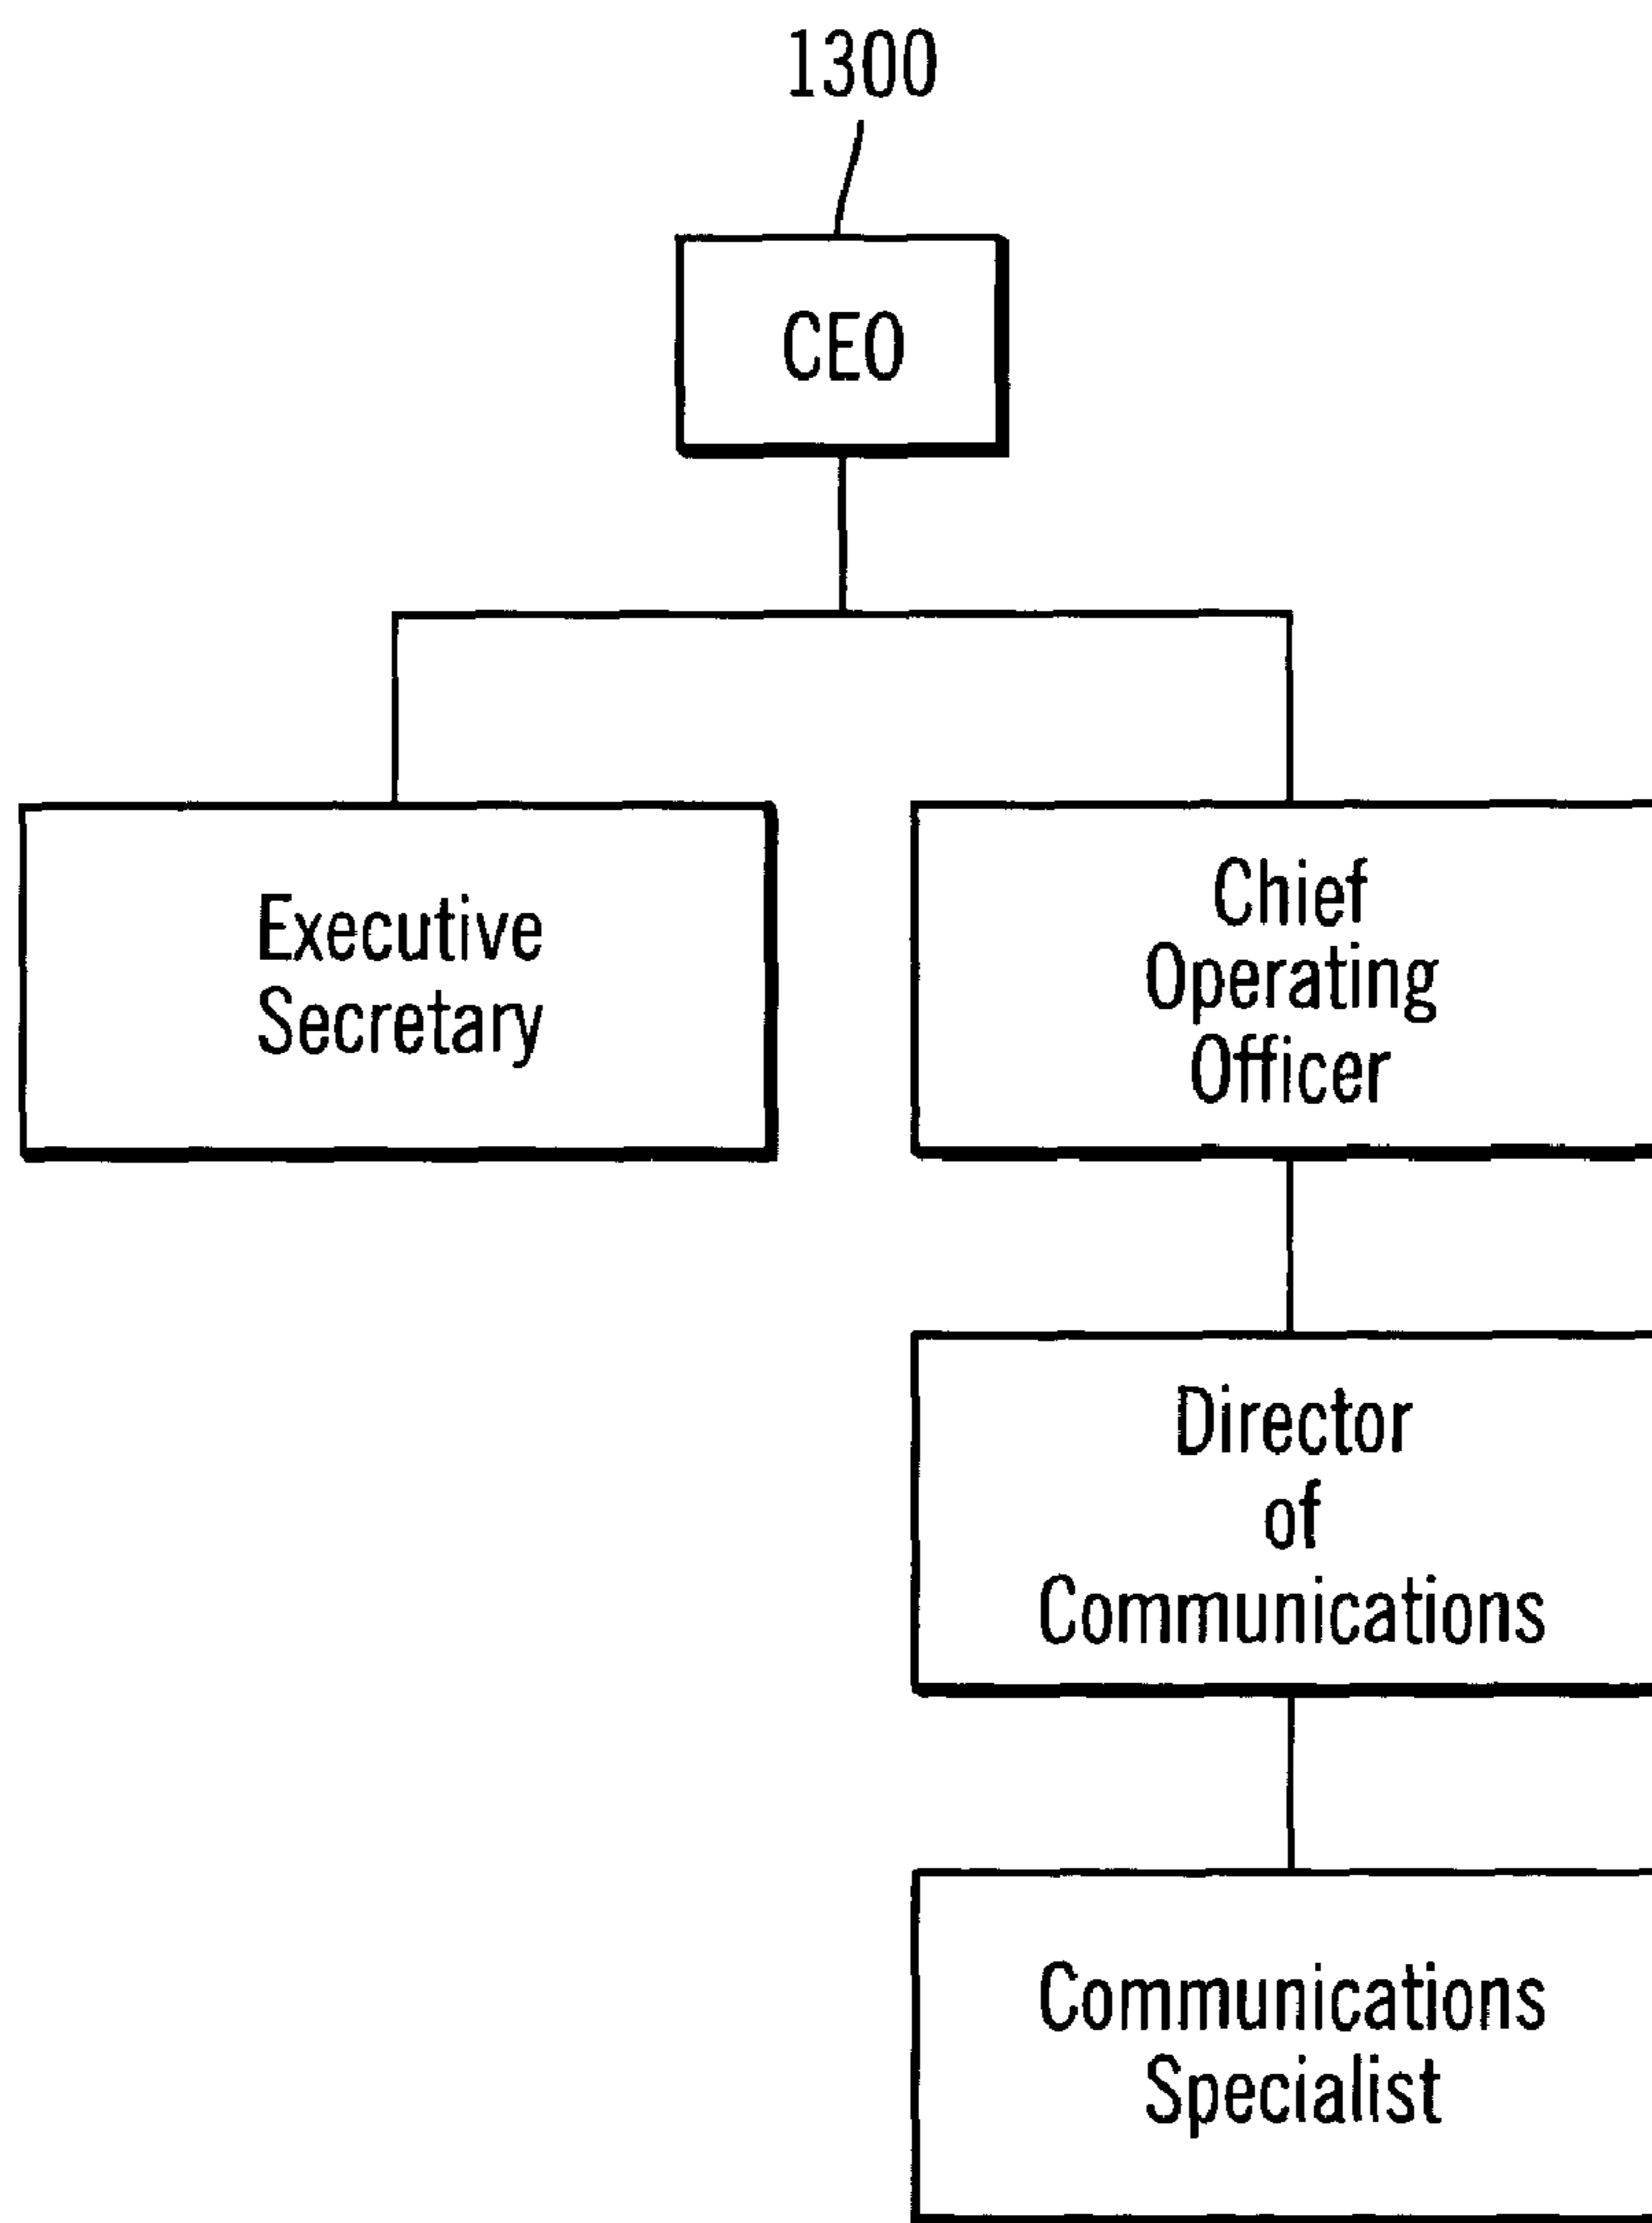 1300
CEO
Executive
Secretary
Chief
Operating
Officer
Director
of
Communications
Communications
Specialist